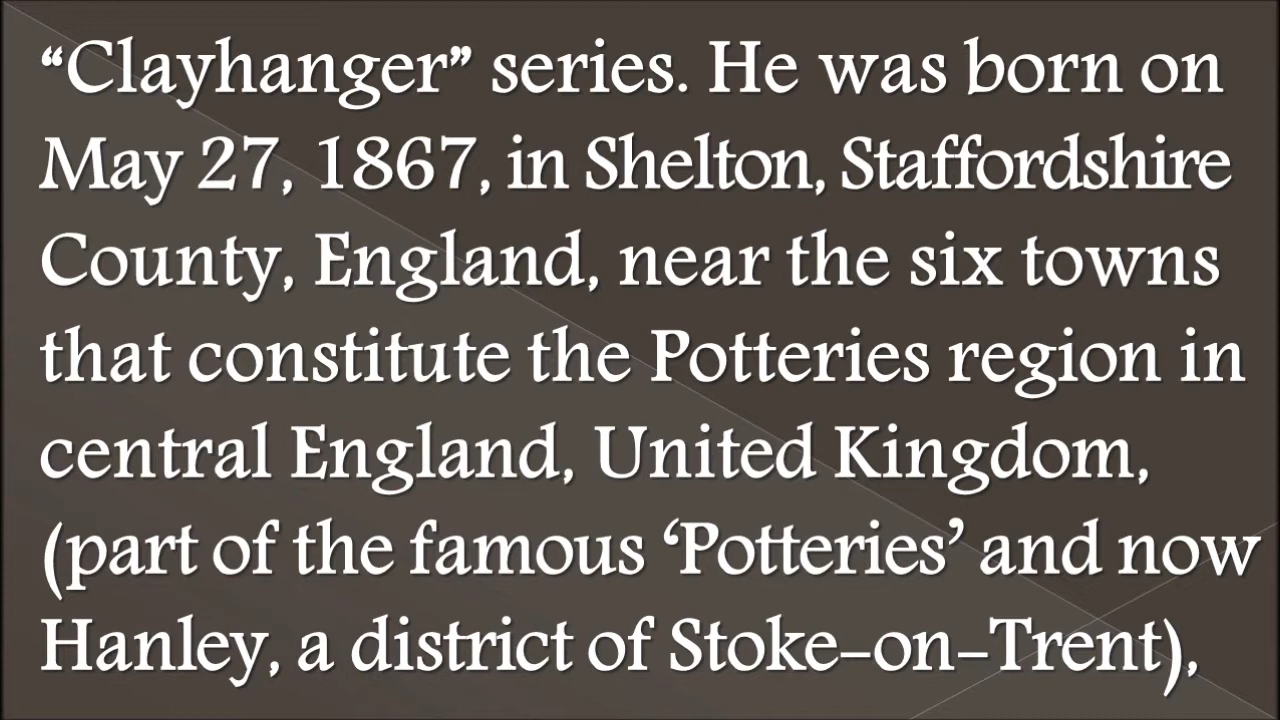 “Clayhanger” series. He was born on
May 27, 1867, in Shelton, Staffordshire
County, England, near the six towns
that constitute the Potteries region in
central England, United Kingdom,
(part of the famous ‘Potteries’ and now
Hanley, a district of Stoke-on-Trent),